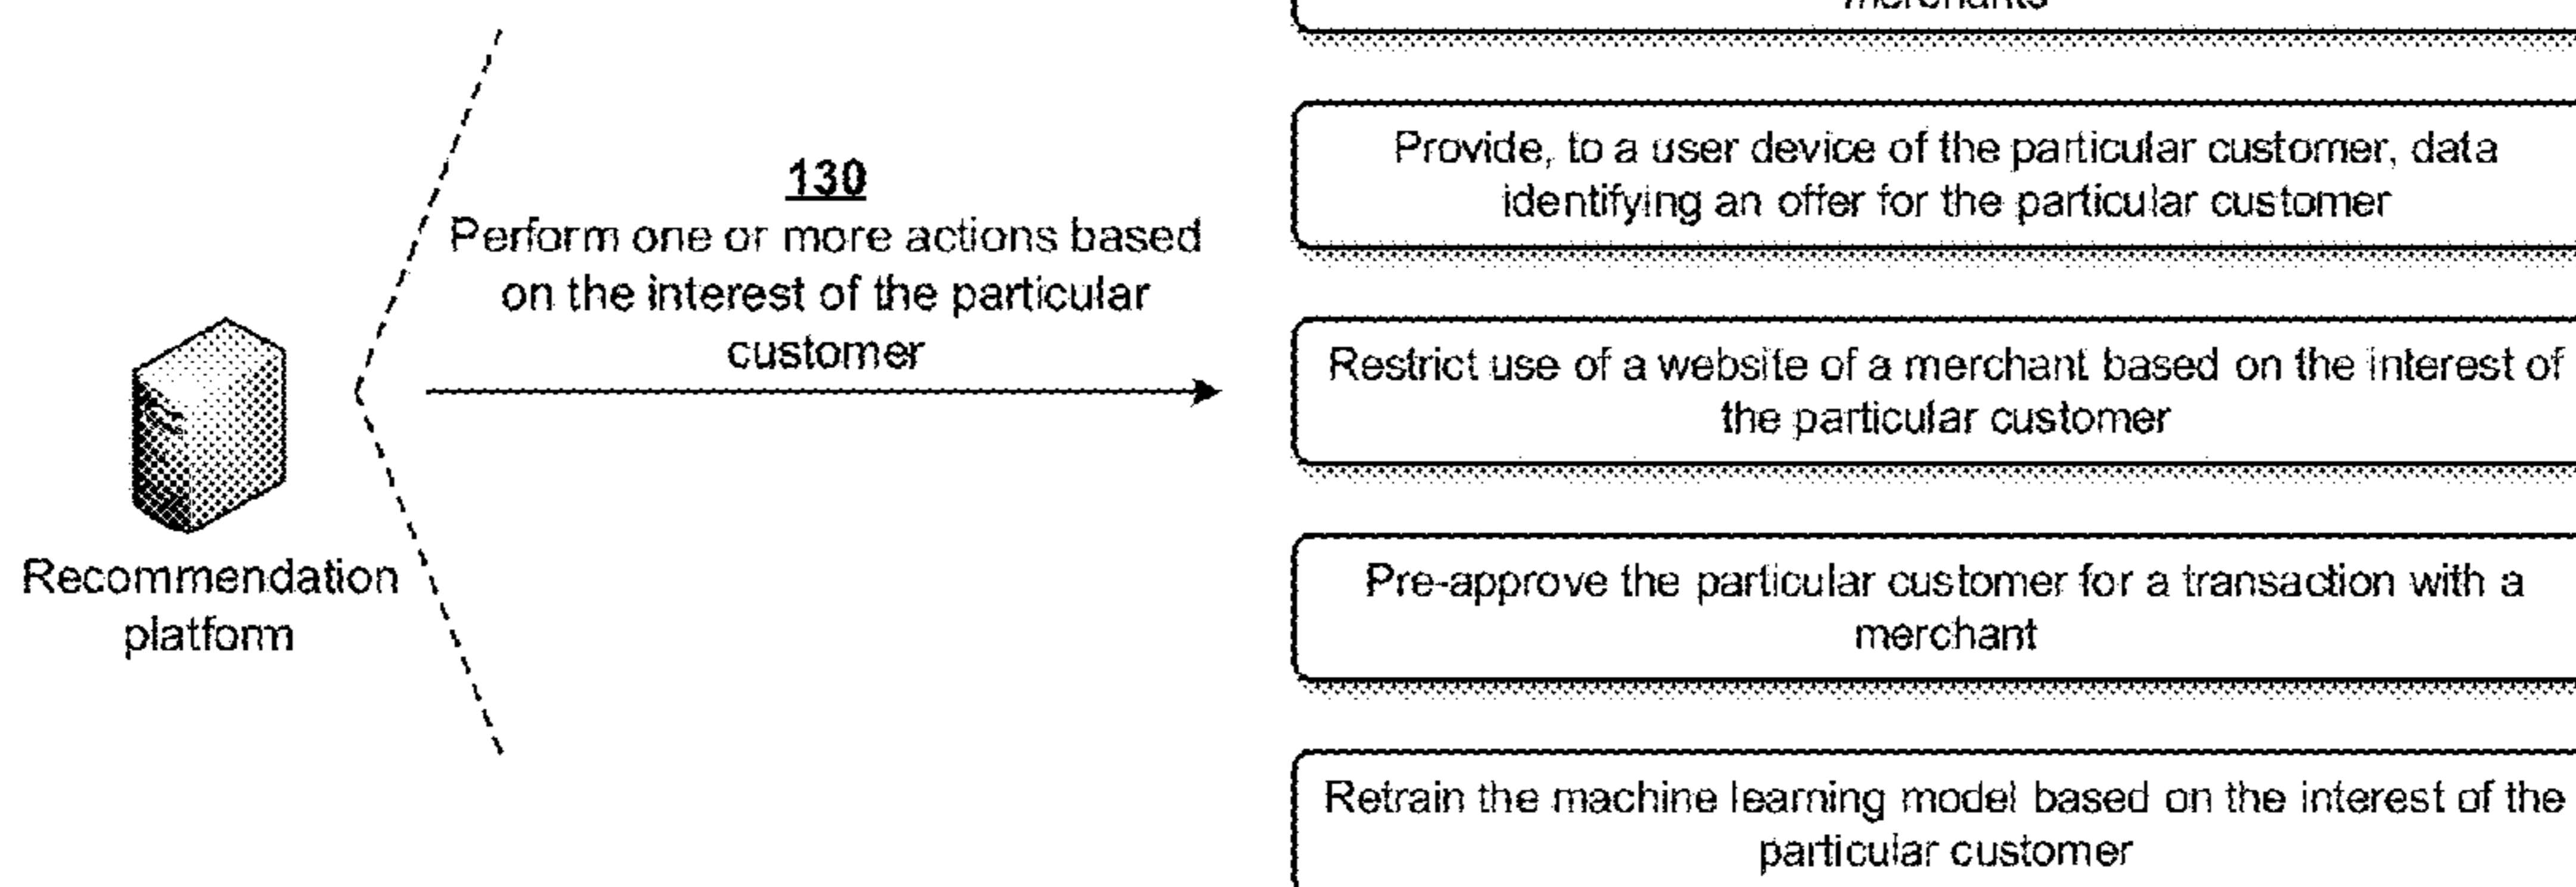 merchants
130
Perform one or more actions based
on the interest of the particular
customer
Recommendation
platform
Provide, to a user device of the particular customer, data
identifying an offer for the particular customer
Restrict use of a website of a merchant based on the interest of
the particular customer
Pre-approve the particular customer for a transaction with a
merchant
Retrain the machine learning model based on the interest of the
particular customer